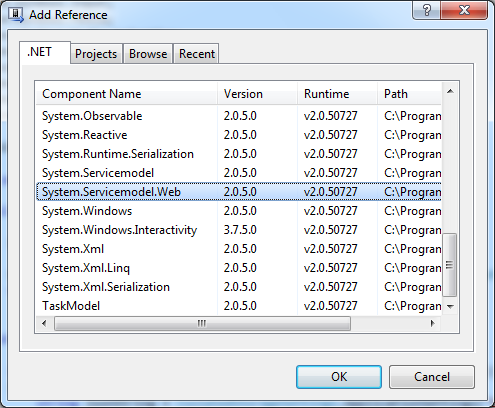 Add Reference
.NET Projects Browse Recent
Component Name Version Runtime Path
System.Observable 2.0.5.0 v2.0.50727 C:\Program
System.Reactive 2.0.5.0 v2.0.50727 C:\Program
System.Runtime.Serialization 2.0.5.0 v2.0.50727 C:\Program
System.Servicemodel 2.0.5.0 v2.0.50727 C:\Program
System.Servicemodel.Web 2.0.5.0 v2.0.50727 C:\Program
System.Windows 2.0.5.0 v2.0.50727 C:\Program
System.Windows.Interactivity 3.7.5.0 v2.0.50727 C:\Program
System.Xml 2.0.5.0 v2.0.50727 C:\Program
System.Xml.Linq 2.0.5.0 v2.0.50727 C:\Program
System.Xml.Serialization 2.0.5.0 v2.0.50727 C:\Program
TaskModel 2.0.5.0 v2.0.50727 C:\Program
OK Cancel